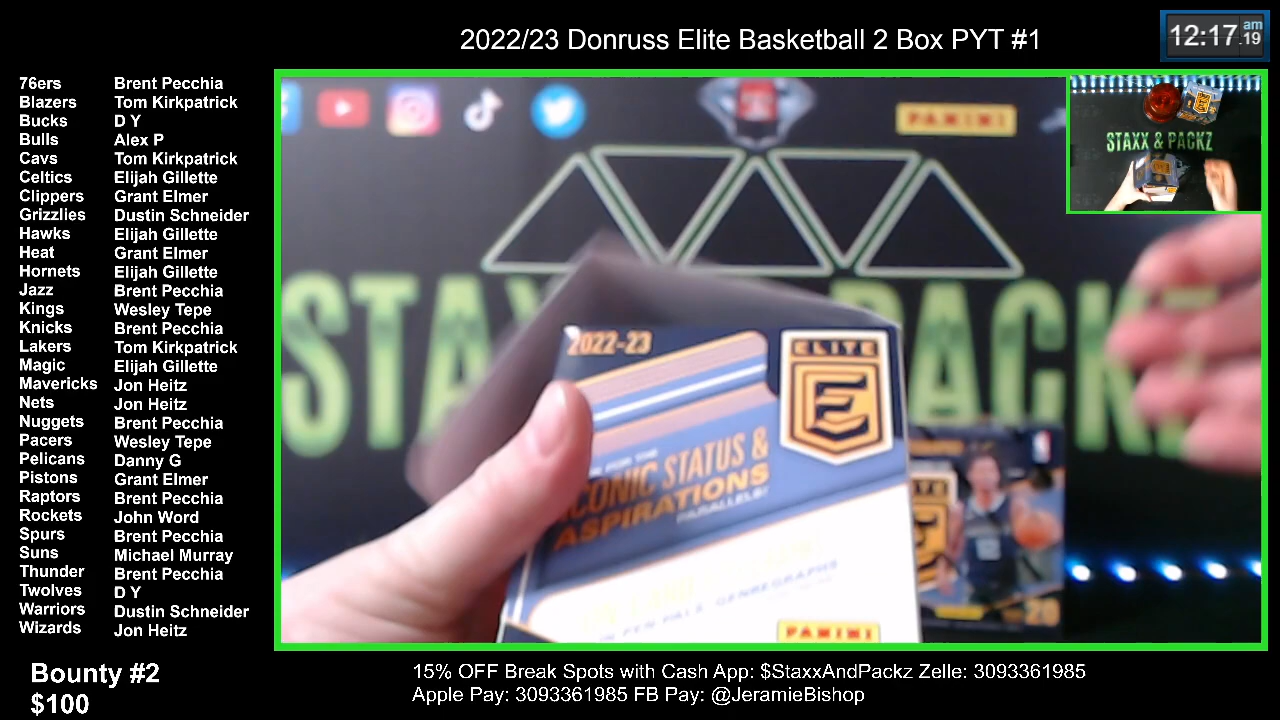 2022/23 Donruss Elite Basketball 2 Box PYT #1
12:17.19 am
76ers Brent Pecchia
Blazers Tom Kirkpatrick
Bucks D Y
Bulls Alex P
Cavs Tom Kirkpatrick
Celtics Elijah Gillette
Clippers Grant Elmer
Grizzlies Dustin Schneider
Hawks Elijah Gillette
Heat Grant Elmer
Hornets Elijah Gillette
Jazz Brent Pecchia
Kings Wesley Tepe
Knicks Brent Pecchia
Lakers Tom Kirkpatrick
Magic Elijah Gillette
Mavericks Jon Heitz
Nets Jon Heitz
Nuggets Brent Pecchia
Pacers Wesley Tepe
Pelicans Danny G
Pistons Grant Elmer
Raptors Brent Pecchia
Rockets John Word
Spurs Brent Pecchia
Suns Michael Murray
Thunder Brent Pecchia
Twolves D Y
Warriors Dustin Schneider
Wizards Jon Heitz
PANINI
STAXX & PACKZ
2022-23
ELITE
E
FOR THE
ICONIC STATUS &
ASPIRATIONS
PARALLELS!
PANINI
20
Bounty #2
$100
15% OFF Break Spots with Cash App: $StaxxAndPackz Zelle: 3093361985
Apple Pay: 3093361985 FB Pay: @JeramieBishop